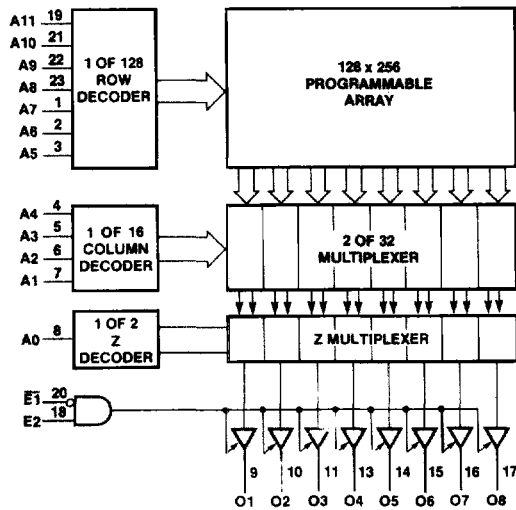 A11 19
A10 21
A9 22
A8 23
A7 1
A6 2
A5 3
1 OF 128
ROW
DECODER
128 x 256
PROGRAMMABLE
ARRAY
A4 4
A3 5
A2 6
A1 7
1 OF 16
COLUMN
DECODER
2 OF 32
MULTIPLEXER
A0 8
1 OF 2
Z
DECODER
Z MULTIPLEXER
E1 20
E2 18
9 10 11 13 14 15 16 17
O1 O2 O3 O4 O5 O6 O7 O8